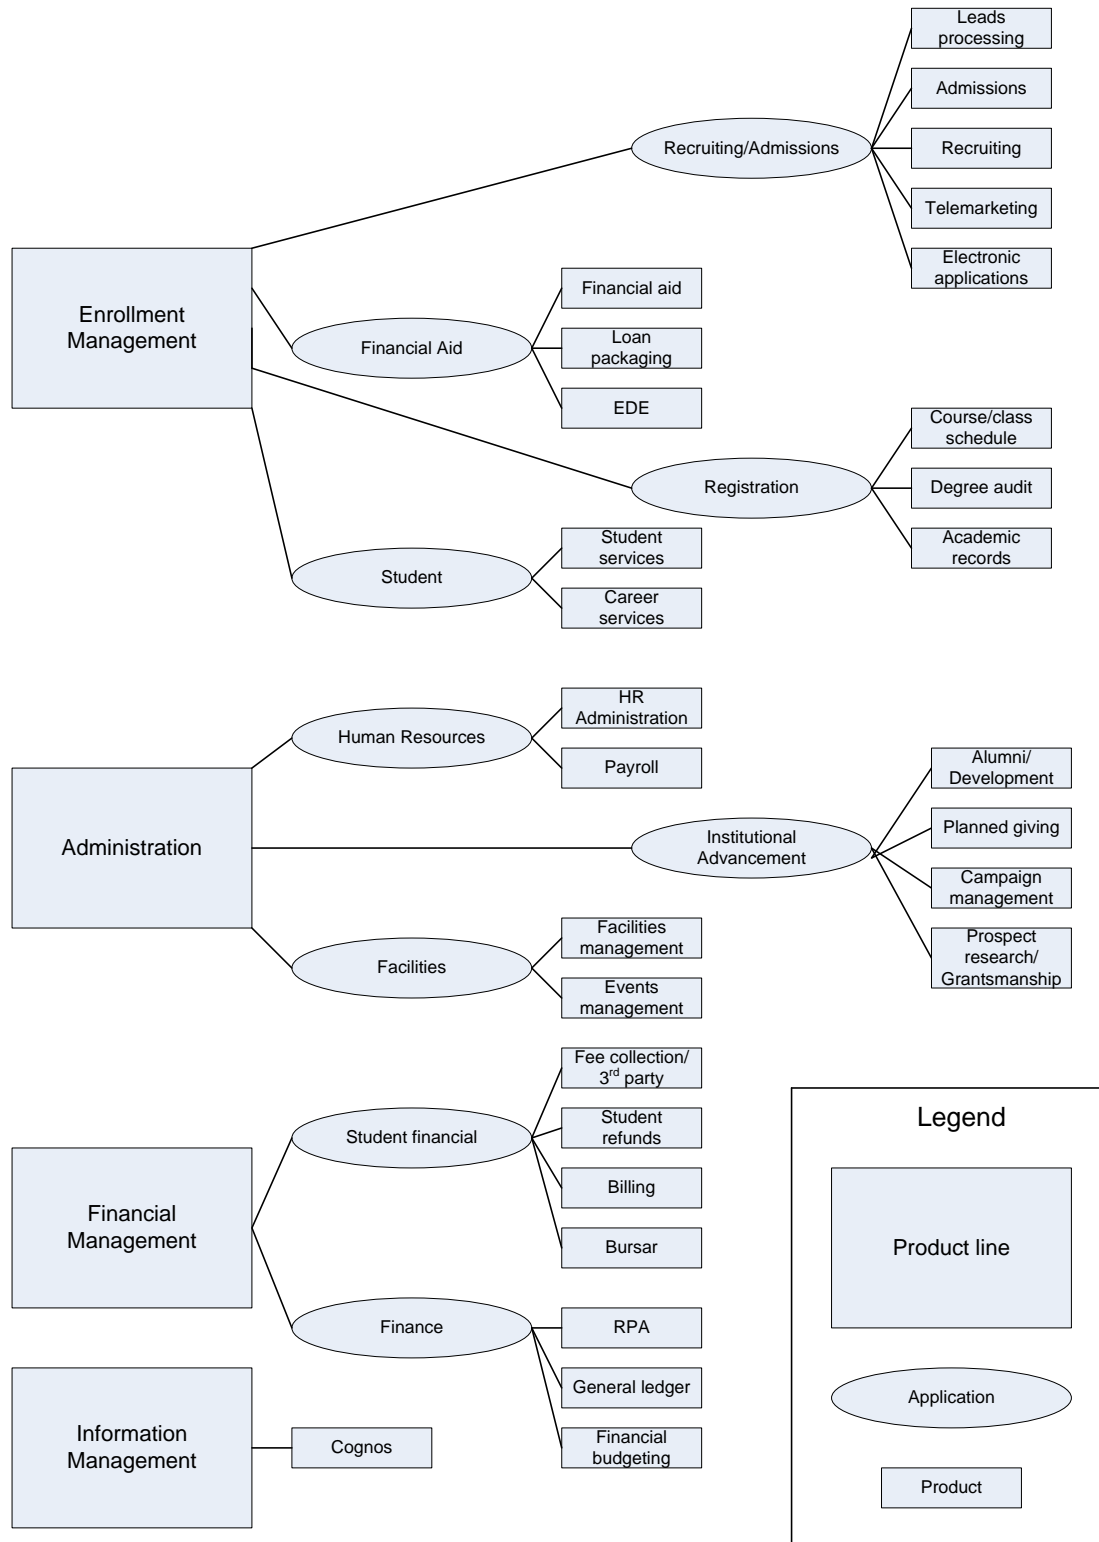 Leads
processing
Admissions
Recruiting/Admissions
Recruiting
Telemarketing
Electronic
applications
Enrollment
Management
Financial aid
Financial Aid
Loan
packaging
EDE
Course/class
schedule
Registration
Degree audit
Academic
records
Student
Student
services
Career
services
Administration
Human Resources
HR
Administration
Payroll
Institutional
Advancement
Alumni/
Development
Planned giving
Campaign
management
Prospect
research/
Grantsmanship
Facilities
Facilities
management
Events
management
Financial
Management
Student financial
Fee collection/
3rd party
Student
refunds
Billing
Bursar
Finance
RPA
General ledger
Financial
budgeting
Information
Management
Cognos
Legend
Product line
Application
Product